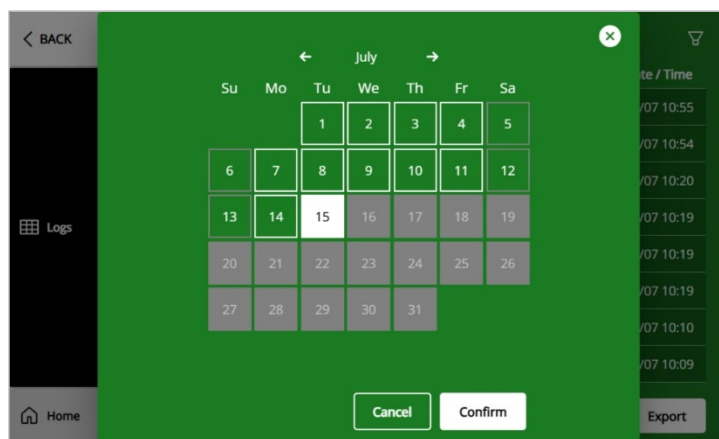 BACK
July
te / Time
Su Mo Tu We Th Fr Sa
/07 10:55
1 2 3 4 5
/07 10:54
6 7 8 9 10 11 12
/07 10:20
13 14 15 16 17 18 19
Logs
/07 10:19
20 21 22 23 24 25 26
/07 10:19
27 28 29 30 31
/07 10:19
/07 10:10
/07 10:09
Home
Cancel Confirm
Export